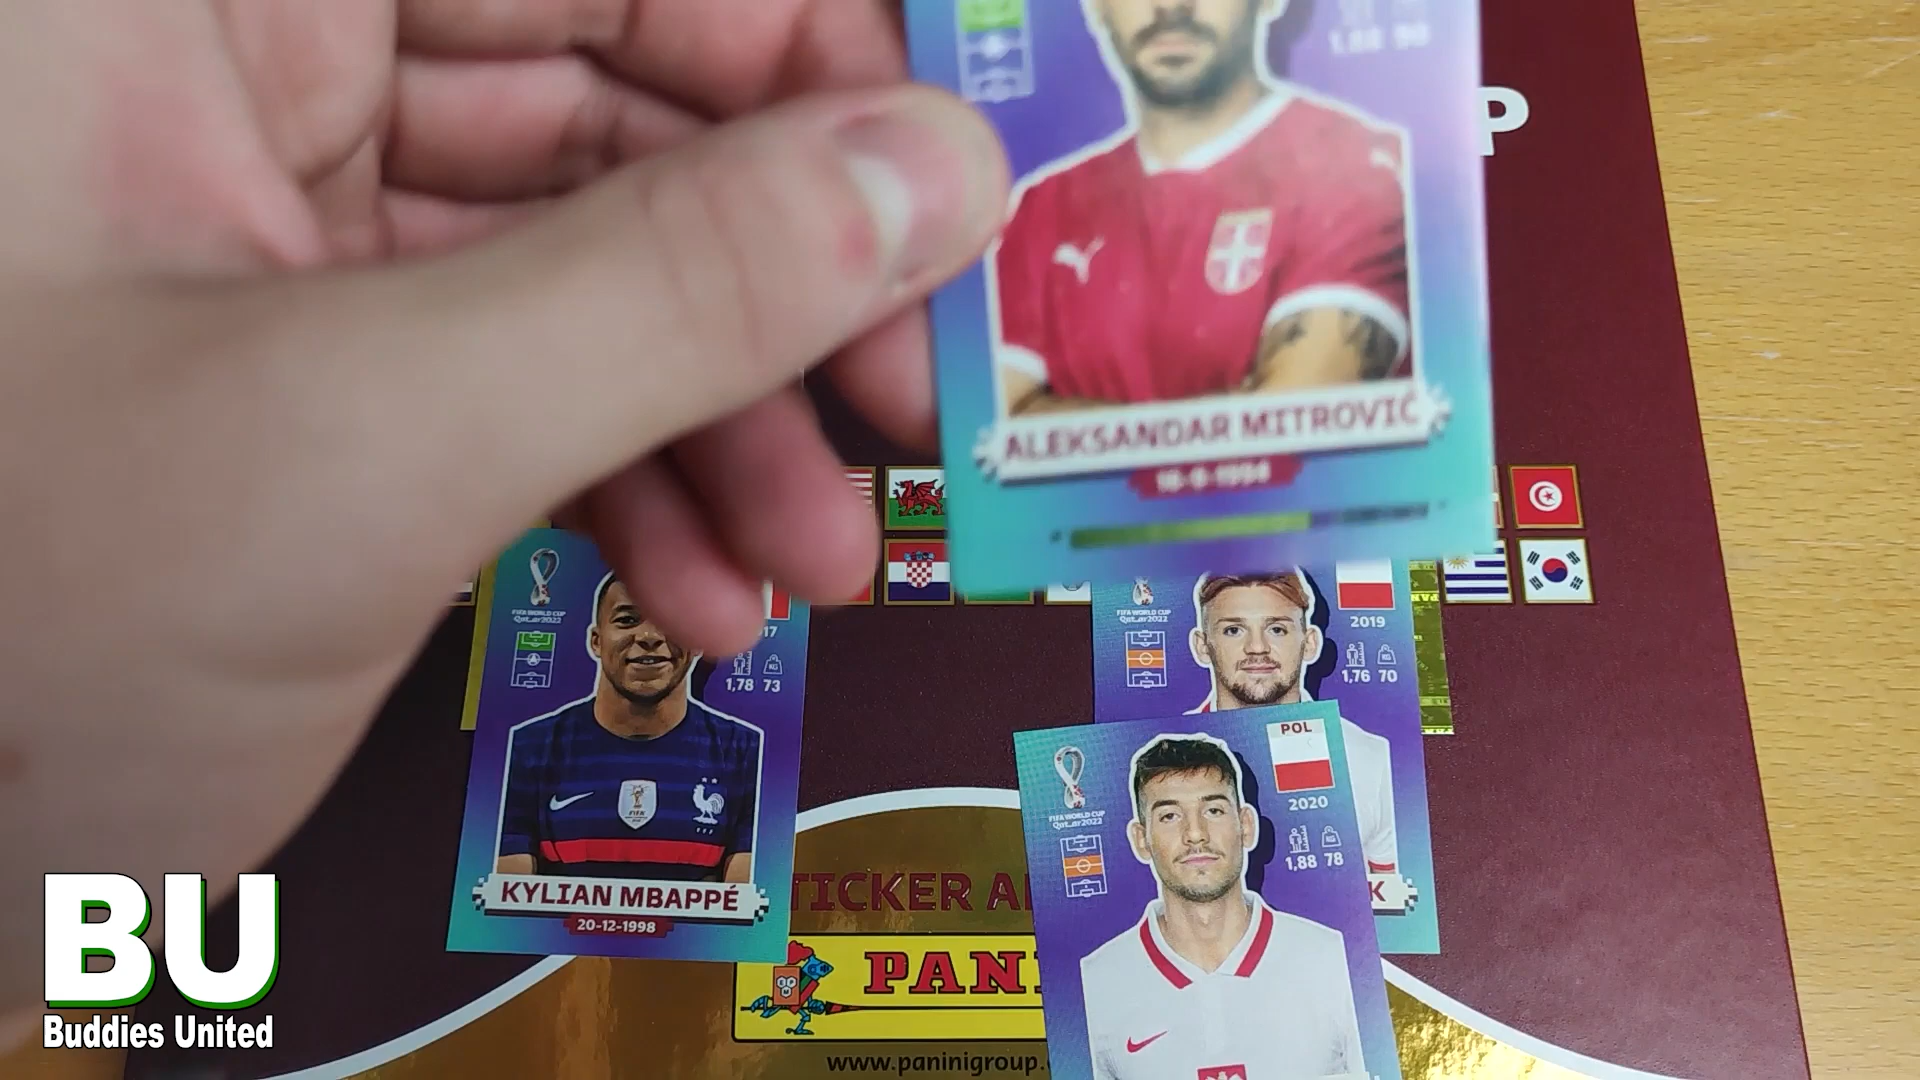 1.88 90
P
ALEKSANDAR MITROVIĆ
16-9-1994
FIFA WORLD CUP
Qatar2022
1,78 73
FIFA
FFF
KYLIAN MBAPPÉ
20-12-1998
FIFA WORLD CUP
Qatar2022
2019
1,76 70
K
POL
FIFA WORLD CUP
Qatar2022
2020
1,88 78
TICKER A
PANI
www.paninigroup.
BU
Buddies United